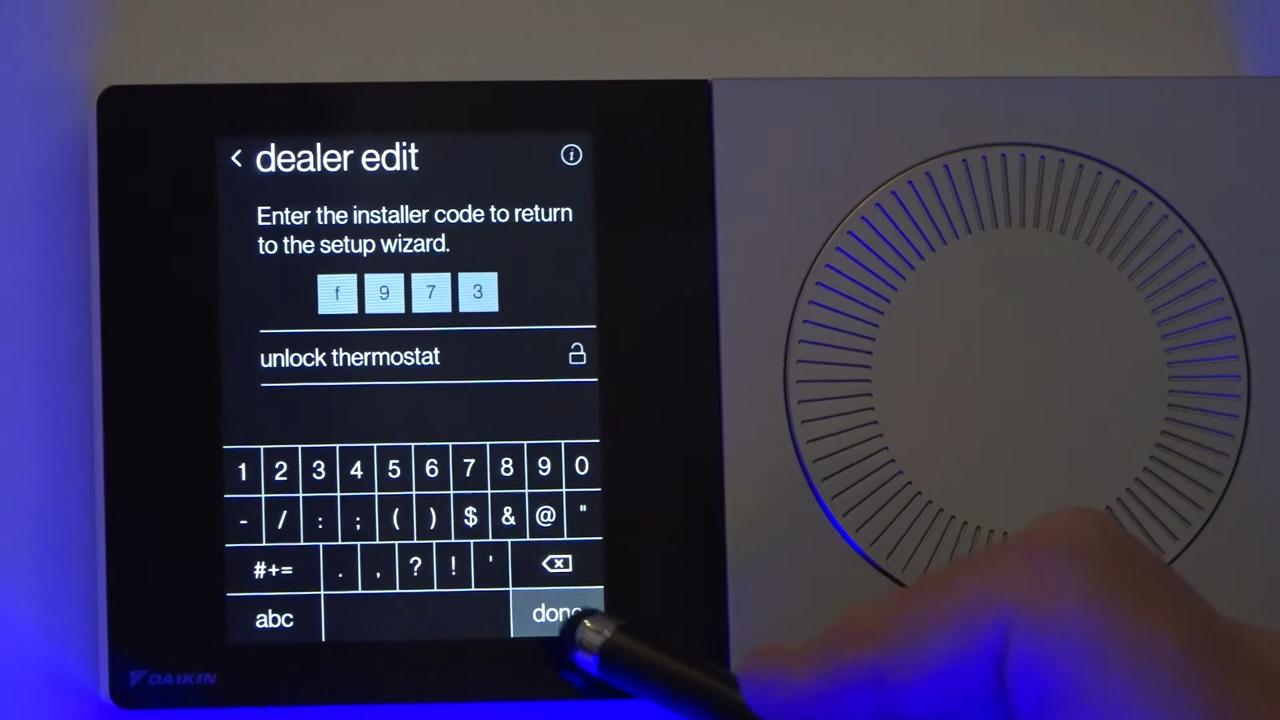 < dealer edit i
Enter the installer code to return
to the setup wizard.
f 9 7 3
unlock thermostat
1 2 3 4 5 6 7 8 9 0
- / : ; ( ) $ & @ "
#+= . , ? ! '
abc done
DAIKIN